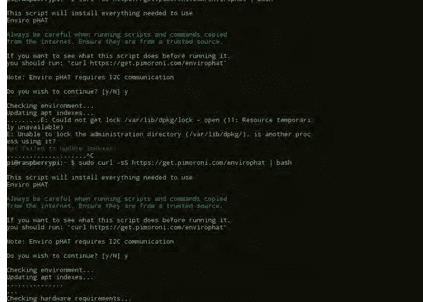 This script will install everything needed to use
Enviro pHAT
Always be careful when running scripts and commands copied
from the internet. Ensure they are from a trusted source.
If you want to see what this script does before running it,
you should run: 'curl https://get.pimoroni.com/envirophat'
Note: Enviro pHAT requires I2C communication
Do you wish to continue? [y/N] y
Checking environment...
Updating apt indexes...
.........E: Could not get lock /var/lib/dpkg/lock - open (11: Resource temporari
ly unavailable)
E: Unable to lock the administration directory (/var/lib/dpkg/), is another proc
ess using it?
....................^C
pi@raspberrypi:~ $ sudo curl -sS https://get.pimoroni.com/envirophat | bash
This script will install everything needed to use
Enviro pHAT
Always be careful when running scripts and commands copied
from the internet. Ensure they are from a trusted source.
If you want to see what this script does before running it,
you should run: 'curl https://get.pimoroni.com/envirophat'
Note: Enviro pHAT requires I2C communication
Do you wish to continue? [y/N] y
Checking environment...
Updating apt indexes...
..............
...
Checking hardware requirements...